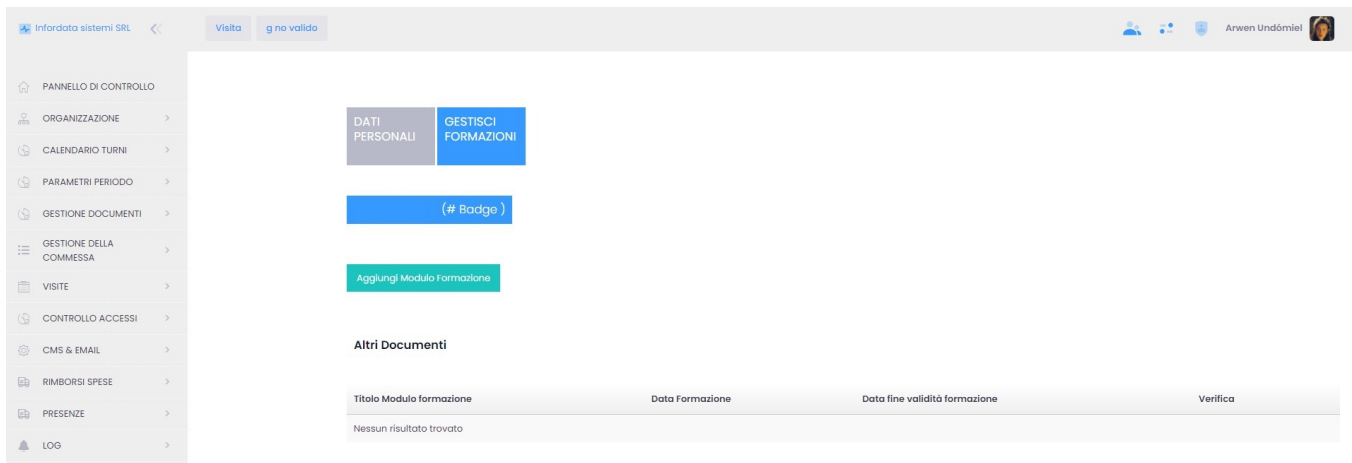 Infordata sistemi SRL
Visita
g no valido
Arwen Undómiel
PANNELLO DI CONTROLLO
ORGANIZZAZIONE
CALENDARIO TURNI
PARAMETRI PERIODO
GESTIONE DOCUMENTI
GESTIONE DELLA
COMMESSA
VISITE
CONTROLLO ACCESSI
CMS & EMAIL
RIMBORSI SPESE
PRESENZE
LOG
DATI
PERSONALI
GESTISCI
FORMAZIONI
(# Badge )
Aggiungi Modulo Formazione
Altri Documenti
Titolo Modulo formazione Data Formazione Data fine validità formazione Verifica
Nessun risultato trovato